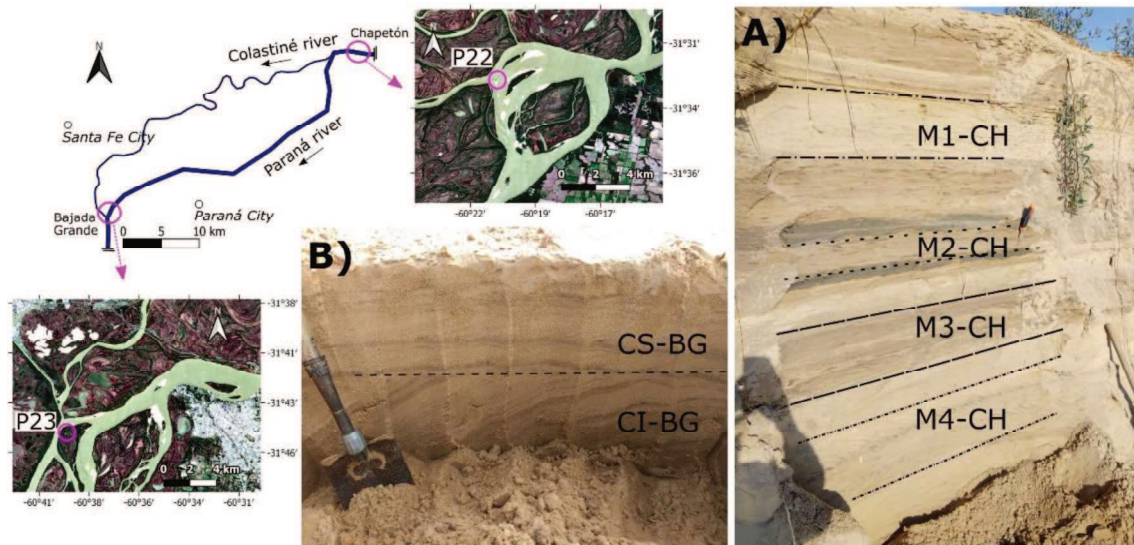 N
Colastiné river
Chapetón
Santa Fe City
Paraná river
Bajada
Grande
Paraná City
0 5 10 km
N
P22
-31°31'
-31°34'
-31°36'
0 2 4 km
-60°22' -60°19' -60°17'
P23
-31°38'
-31°41'
-31°43'
-31°46'
0 2 4 km
-60°41' -60°38' -60°36' -60°34' -60°31'
B)
CS-BG
CI-BG
A)
M1-CH
M2-CH
M3-CH
M4-CH